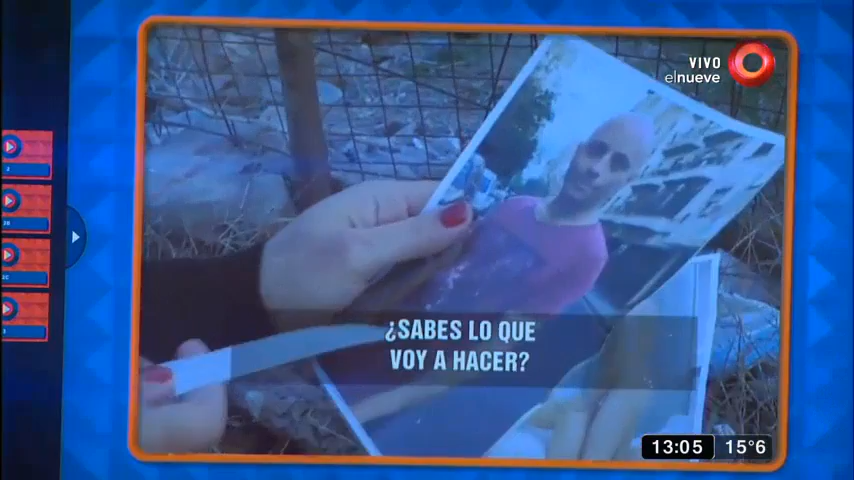 VIVO
elnueve
¿SABES LO QUE
VOY A HACER?
13:05 15°6